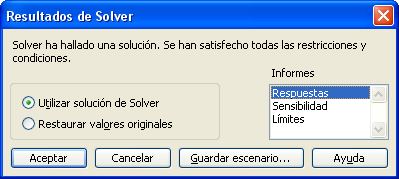 Resultados de Solver
Solver ha hallado una solución. Se han satisfecho todas las restricciones y
condiciones.
Informes
Utilizar solución de Solver
Restaurar valores originales
Respuestas
Sensibilidad
Límites
Aceptar
Cancelar
Guardar escenario...
Ayuda